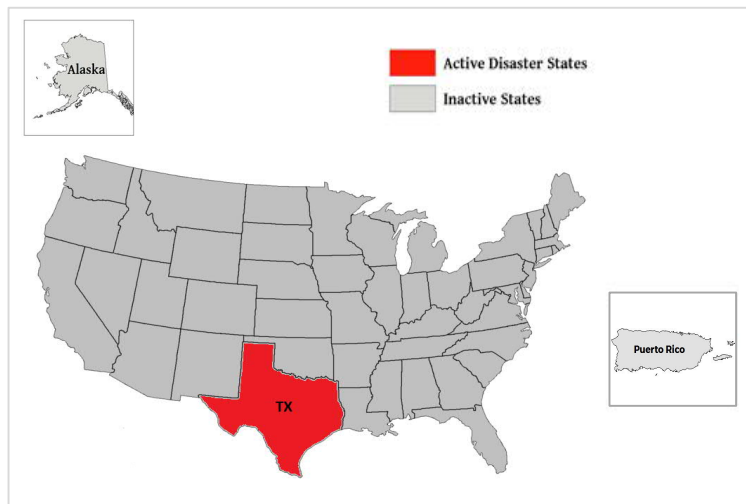 Alaska
Active Disaster States
Inactive States
Puerto Rico
TX